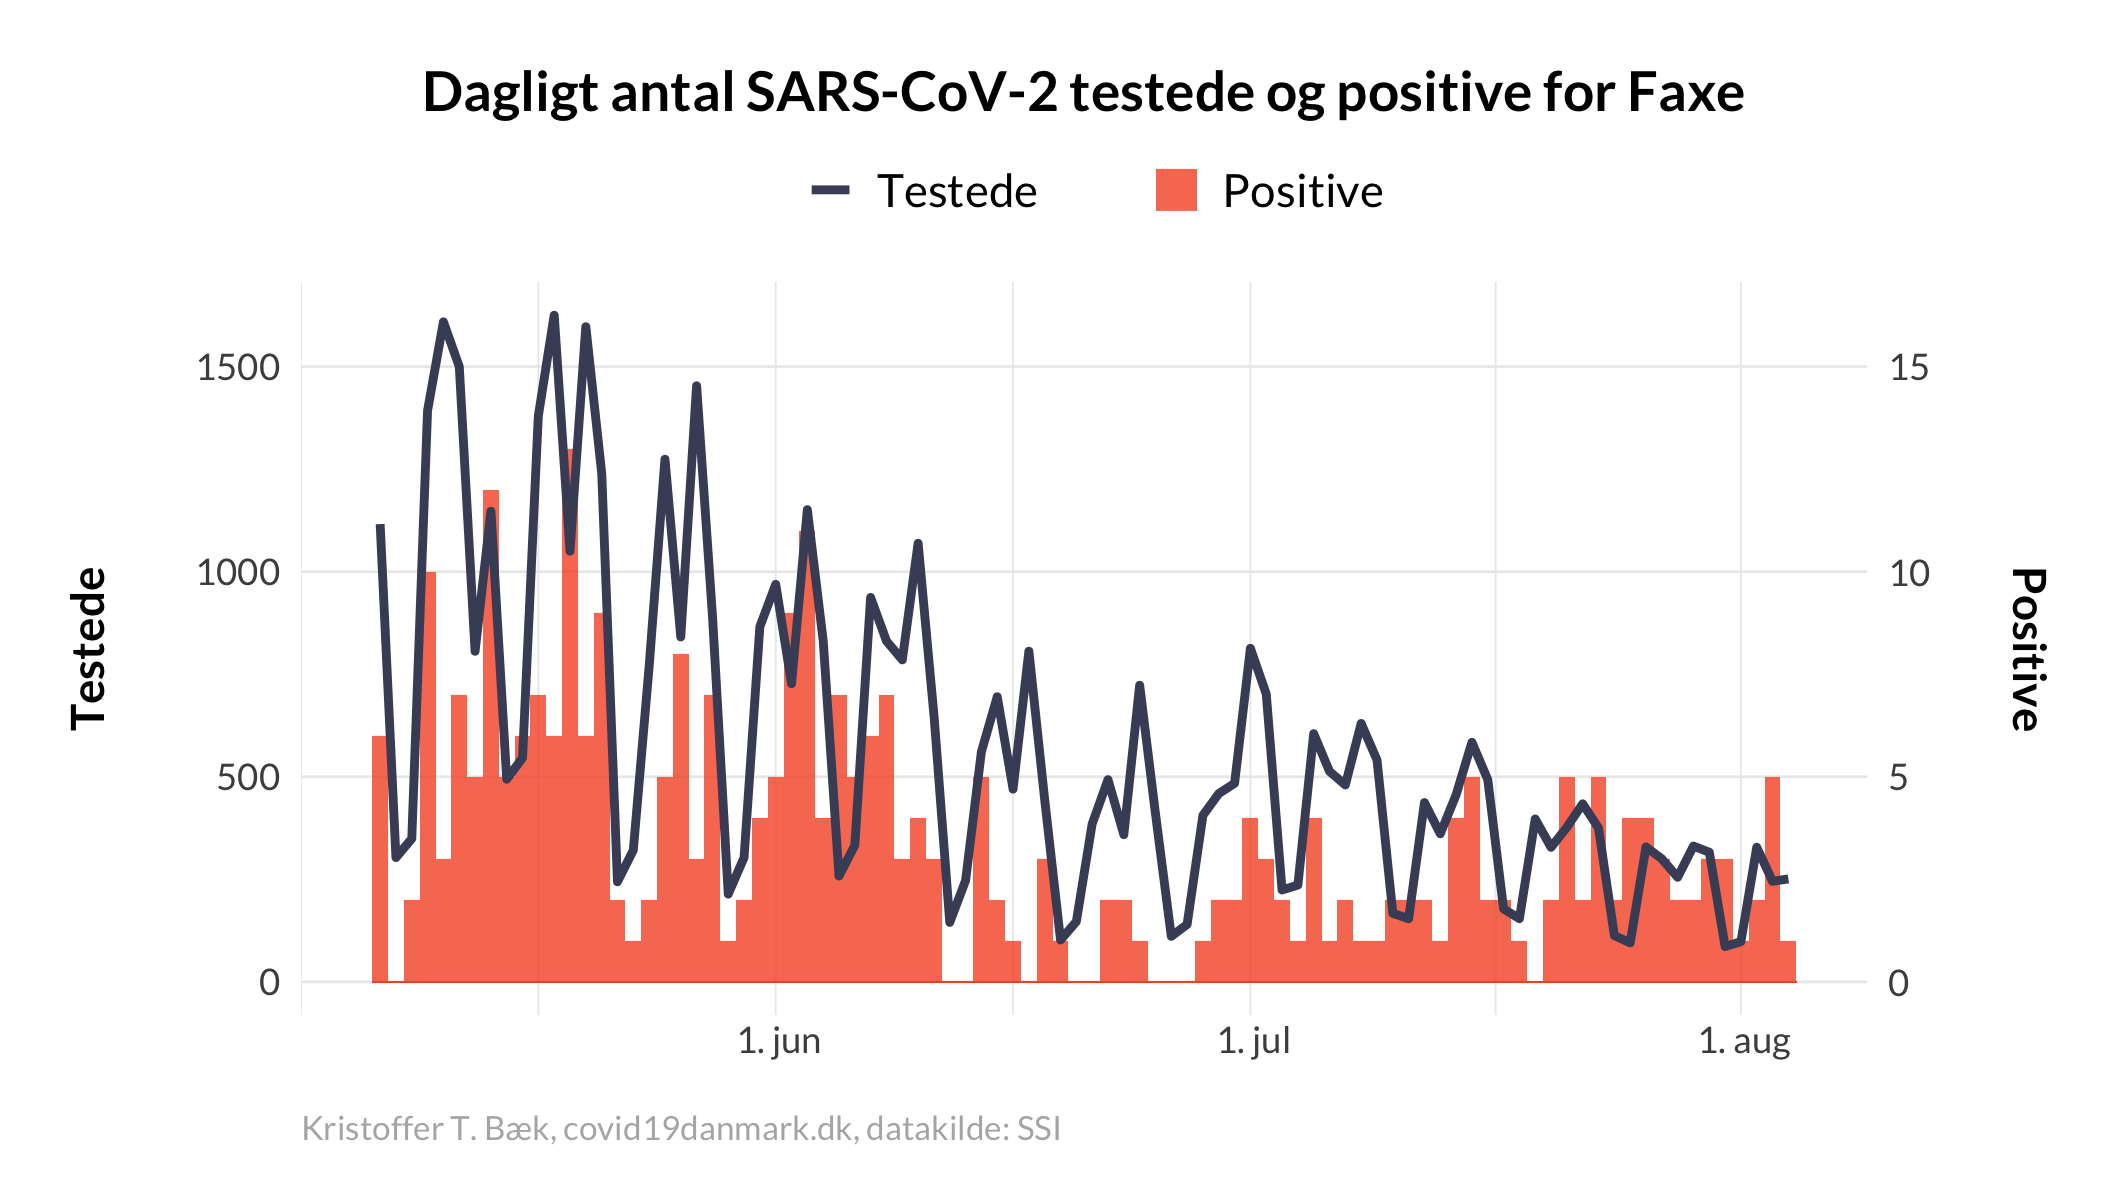 Dagligt antal SARS-CoV-2 testede og positive for Faxe
Testede Positive
1500 15
1000 10
500 5
0 0
Testede
Positive
1. jun 1. jul 1. aug
Kristoffer T. Bæk, covid19danmark.dk, datakilde: SSI